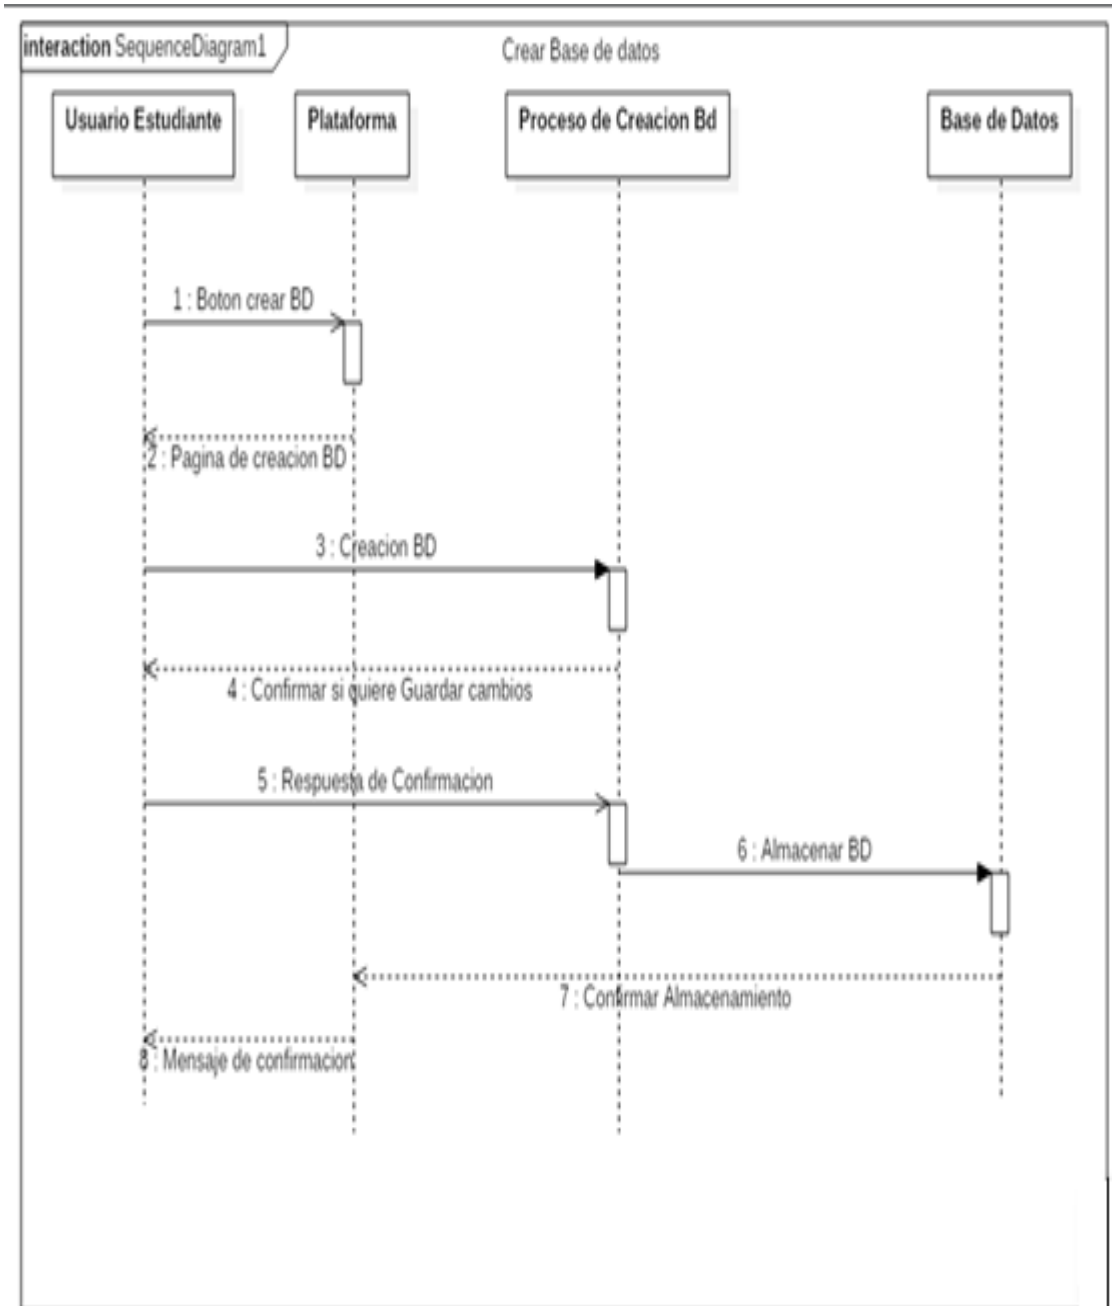 interaction SequenceDiagram1
Crear Base de datos
Usuario Estudiante
Plataforma
Proceso de Creacion Bd
Base de Datos
1 : Boton crear BD
2 : Pagina de creacion BD
3 : Creacion BD
4 : Confirmar si quiere Guardar cambios
5 : Respuesta de Confirmacion
6 : Almacenar BD
7 : Confirmar Almacenamiento
8 : Mensaje de confirmacion